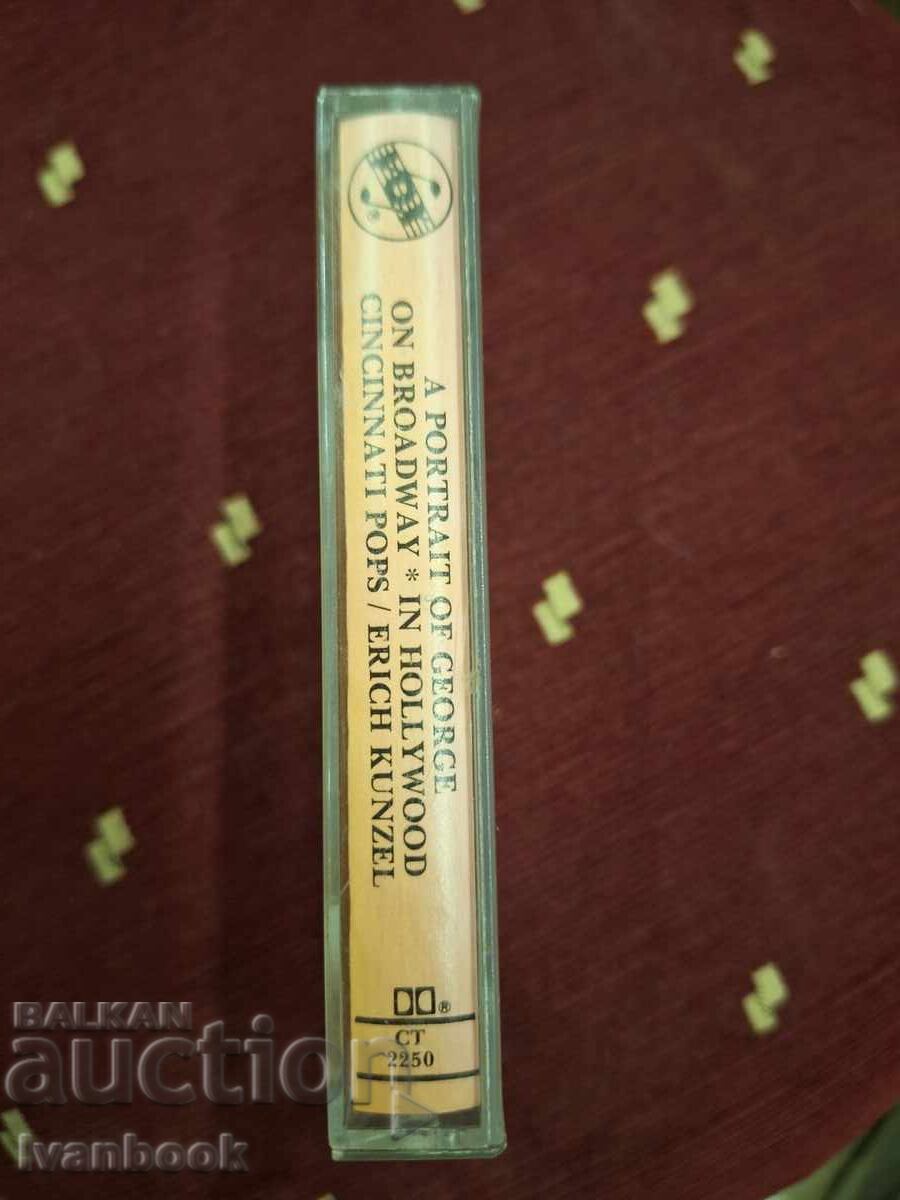 A PORTRAIT OF GEORGE
ON BROADWAY * IN HOLLYWOOD
CINCINNATI POPS / ERICH KUNZEL
®
CT
2250
BALKAN
auction
Ivanbook